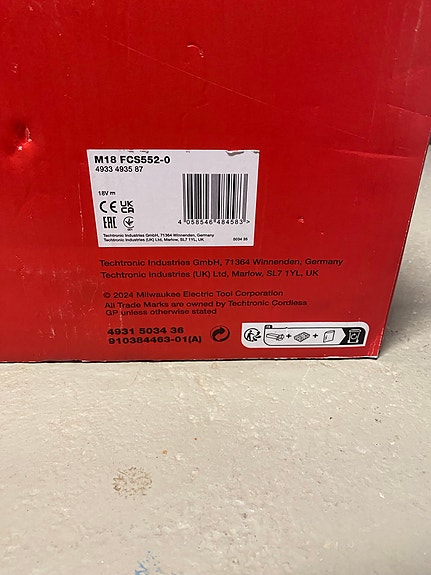 M18 FCS552-0
4933 4935 87
18V ⎓
CE UK CA
EAC
4 058546 484583 >
Techtronic Industries GmbH, 71364 Winnenden, Germany
Techtronic Industries (UK) Ltd, Marlow, SL7 1YL, UK
5034 36
Techtronic Industries GmbH, 71364 Winnenden, Germany
Techtronic Industries (UK) Ltd, Marlow, SL7 1YL, UK
© 2024 Milwaukee Electric Tool Corporation
All Trade Marks are owned by Techtronic Cordless
GP unless otherwise stated
4931 5034 36
910384463-01(A)